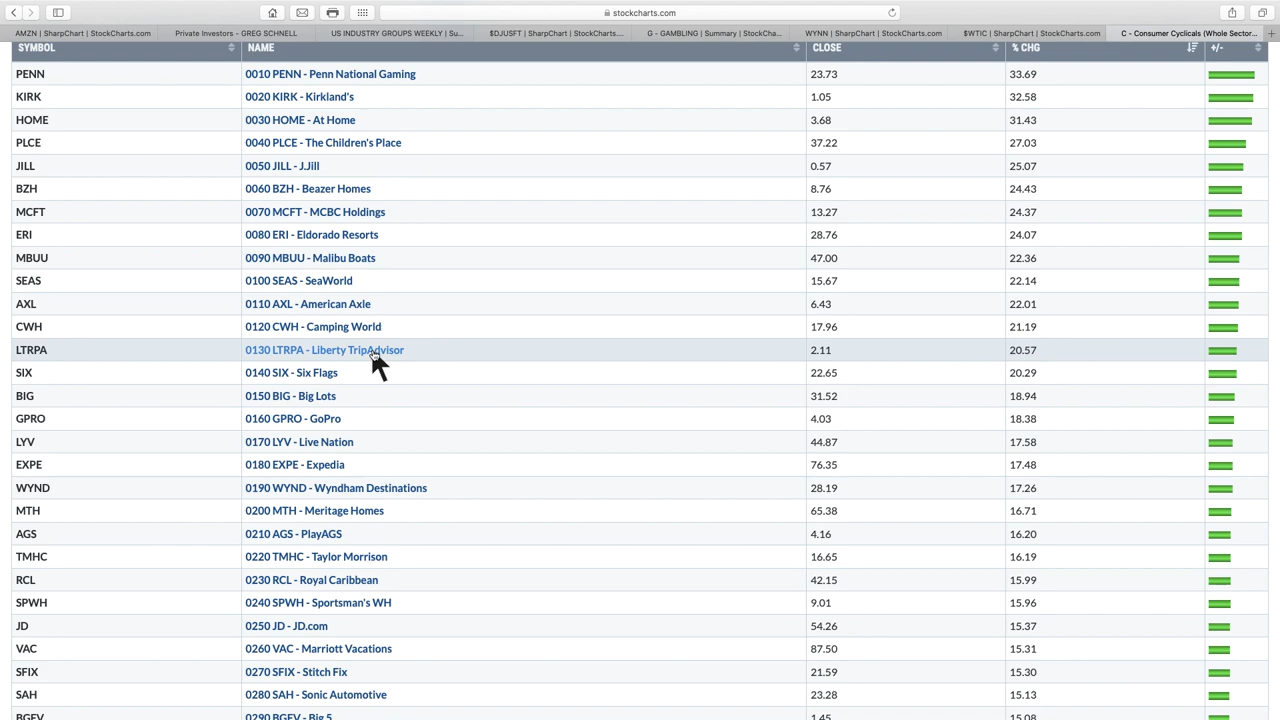 stockcharts.com
AMZN | SharpChart | StockCharts.com
Private Investors - GREG SCHNELL
US INDUSTRY GROUPS WEEKLY | Su...
$DJUSFT | SharpChart | StockCharts....
G - GAMBLING | Summary | StockCha...
WYNN | SharpChart | StockCharts.com
$WTIC | SharpChart | StockCharts.com
C - Consumer Cyclicals (Whole Sector...
SYMBOL NAME CLOSE % CHG +/-
PENN 0010 PENN - Penn National Gaming 23.73 33.69
KIRK 0020 KIRK - Kirkland's 1.05 32.58
HOME 0030 HOME - At Home 3.68 31.43
PLCE 0040 PLCE - The Children's Place 37.22 27.03
JILL 0050 JILL - J.Jill 0.57 25.07
BZH 0060 BZH - Beazer Homes 8.76 24.43
MCFT 0070 MCFT - MCBC Holdings 13.27 24.37
ERI 0080 ERI - Eldorado Resorts 28.76 24.07
MBUU 0090 MBUU - Malibu Boats 47.00 22.36
SEAS 0100 SEAS - SeaWorld 15.67 22.14
AXL 0110 AXL - American Axle 6.43 22.01
CWH 0120 CWH - Camping World 17.96 21.19
LTRPA 0130 LTRPA - Liberty TripAdvisor 2.11 20.57
SIX 0140 SIX - Six Flags 22.65 20.29
BIG 0150 BIG - Big Lots 31.52 18.94
GPRO 0160 GPRO - GoPro 4.03 18.38
LYV 0170 LYV - Live Nation 44.87 17.58
EXPE 0180 EXPE - Expedia 76.35 17.48
WYND 0190 WYND - Wyndham Destinations 28.19 17.26
MTH 0200 MTH - Meritage Homes 65.38 16.71
AGS 0210 AGS - PlayAGS 4.16 16.20
TMHC 0220 TMHC - Taylor Morrison 16.65 16.19
RCL 0230 RCL - Royal Caribbean 42.15 15.99
SPWH 0240 SPWH - Sportsman's WH 9.01 15.96
JD 0250 JD - JD.com 54.26 15.37
VAC 0260 VAC - Marriott Vacations 87.50 15.31
SFIX 0270 SFIX - Stitch Fix 21.59 15.30
SAH 0280 SAH - Sonic Automotive 23.28 15.13
BGFV 0290 BGFV - Big 5 1.45 15.08